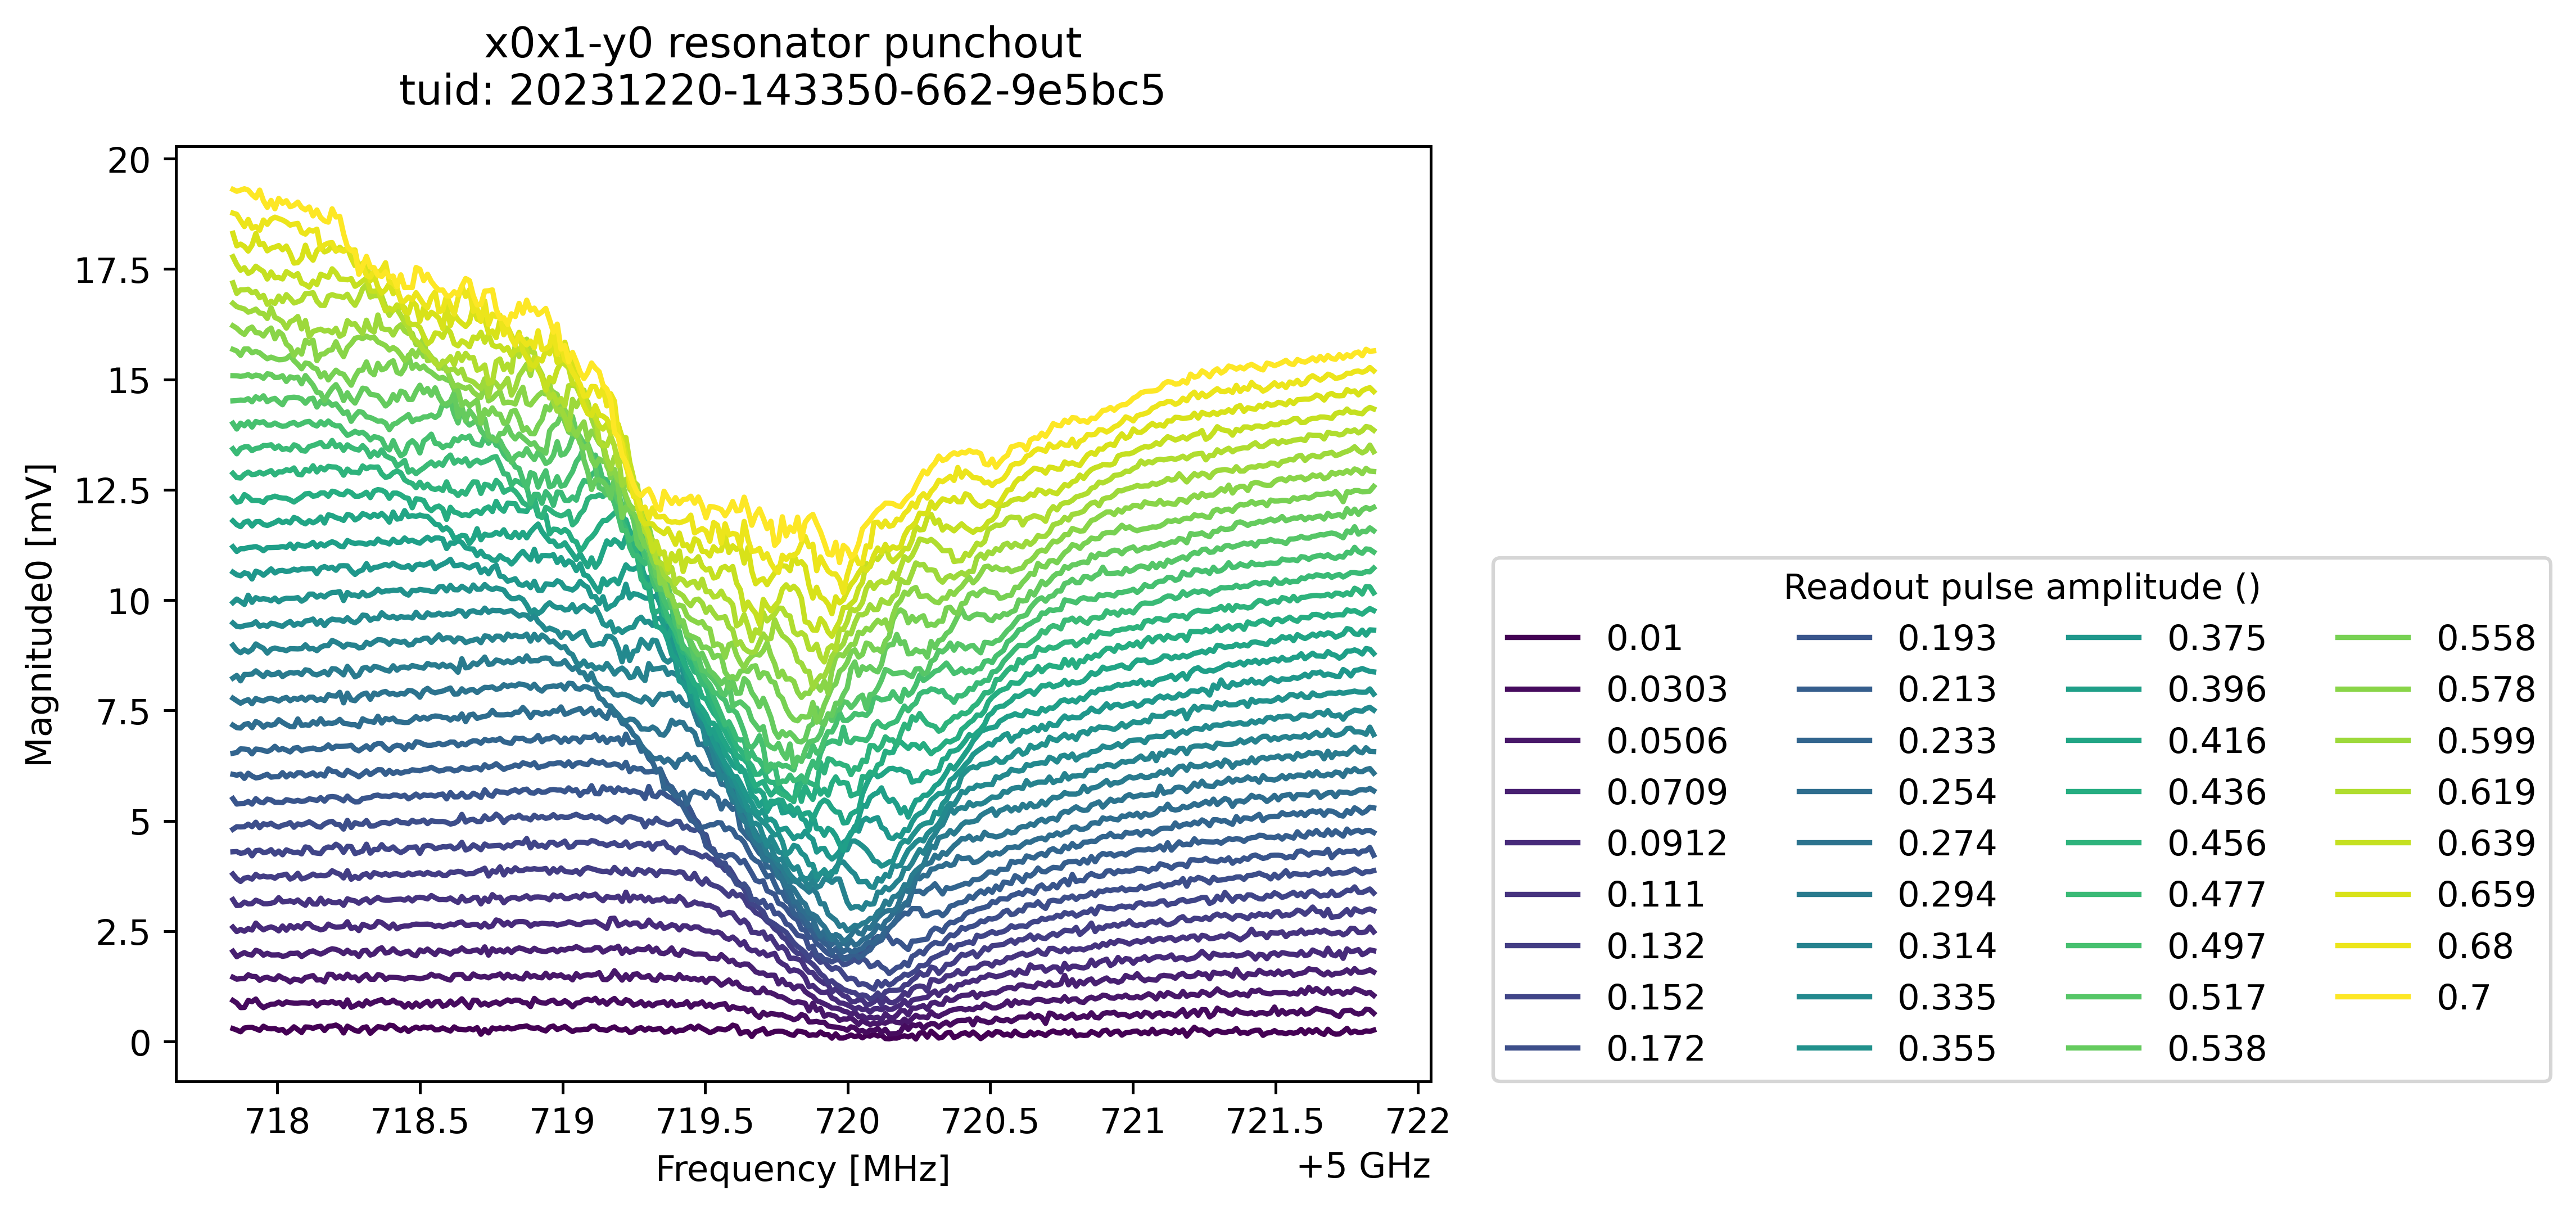 x0x1-y0 resonator punchout
tuid: 20231220-143350-662-9e5bc5
Magnitude0 [mV]
20
17.5
15
12.5
10
7.5
5
2.5
0
718 718.5 719 719.5 720 720.5 721 721.5 722
Frequency [MHz]
+5 GHz
Readout pulse amplitude ()
0.01 0.193 0.375 0.558
0.0303 0.213 0.396 0.578
0.0506 0.233 0.416 0.599
0.0709 0.254 0.436 0.619
0.0912 0.274 0.456 0.639
0.111 0.294 0.477 0.659
0.132 0.314 0.497 0.68
0.152 0.335 0.517 0.7
0.172 0.355 0.538